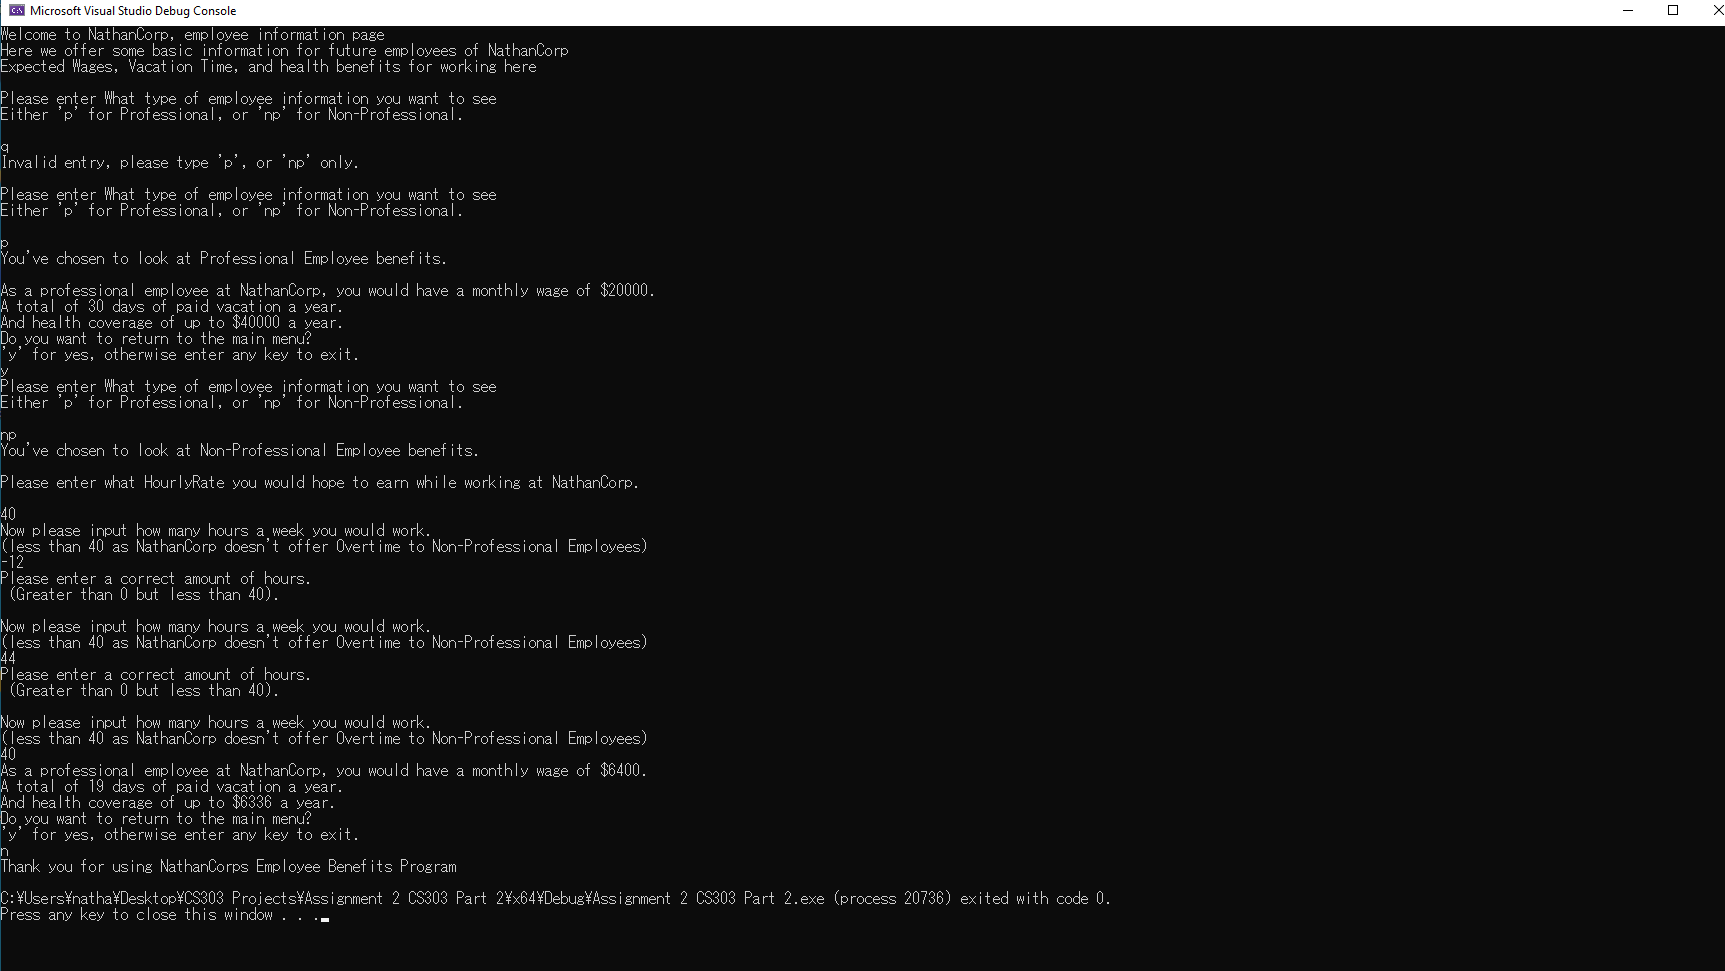 Microsoft Visual Studio Debug Console
Welcome to NathanCorp, employee information page
Here we offer some basic information for future employees of NathanCorp
Expected Wages, Vacation Time, and health benefits for working here
Please enter What type of employee information you want to see
Either 'p' for Professional, or 'np' for Non-Professional.
q
Invalid entry, please type 'p', or 'np' only.
Please enter What type of employee information you want to see
Either 'p' for Professional, or 'np' for Non-Professional.
p
You've chosen to look at Professional Employee benefits.
As a professional employee at NathanCorp, you would have a monthly wage of $20000.
A total of 30 days of paid vacation a year.
And health coverage of up to $40000 a year.
Do you want to return to the main menu?
'y' for yes, otherwise enter any key to exit.
y
Please enter What type of employee information you want to see
Either 'p' for Professional, or 'np' for Non-Professional.
np
You've chosen to look at Non-Professional Employee benefits.
Please enter what HourlyRate you would hope to earn while working at NathanCorp.
40
Now please input how many hours a week you would work.
(less than 40 as NathanCorp doesn't offer Overtime to Non-Professional Employees)
-12
Please enter a correct amount of hours.
(Greater than 0 but less than 40).
Now please input how many hours a week you would work.
(less than 40 as NathanCorp doesn't offer Overtime to Non-Professional Employees)
44
Please enter a correct amount of hours.
(Greater than 0 but less than 40).
Now please input how many hours a week you would work.
(less than 40 as NathanCorp doesn't offer Overtime to Non-Professional Employees)
40
As a professional employee at NathanCorp, you would have a monthly wage of $6400.
A total of 19 days of paid vacation a year.
And health coverage of up to $6336 a year.
Do you want to return to the main menu?
'y' for yes, otherwise enter any key to exit.
n
Thank you for using NathanCorps Employee Benefits Program
C:¥Users¥natha¥Desktop¥CS303 Projects¥Assignment 2 CS303 Part 2¥x64¥Debug¥Assignment 2 CS303 Part 2.exe (process 20736) exited with code 0.
Press any key to close this window . . .